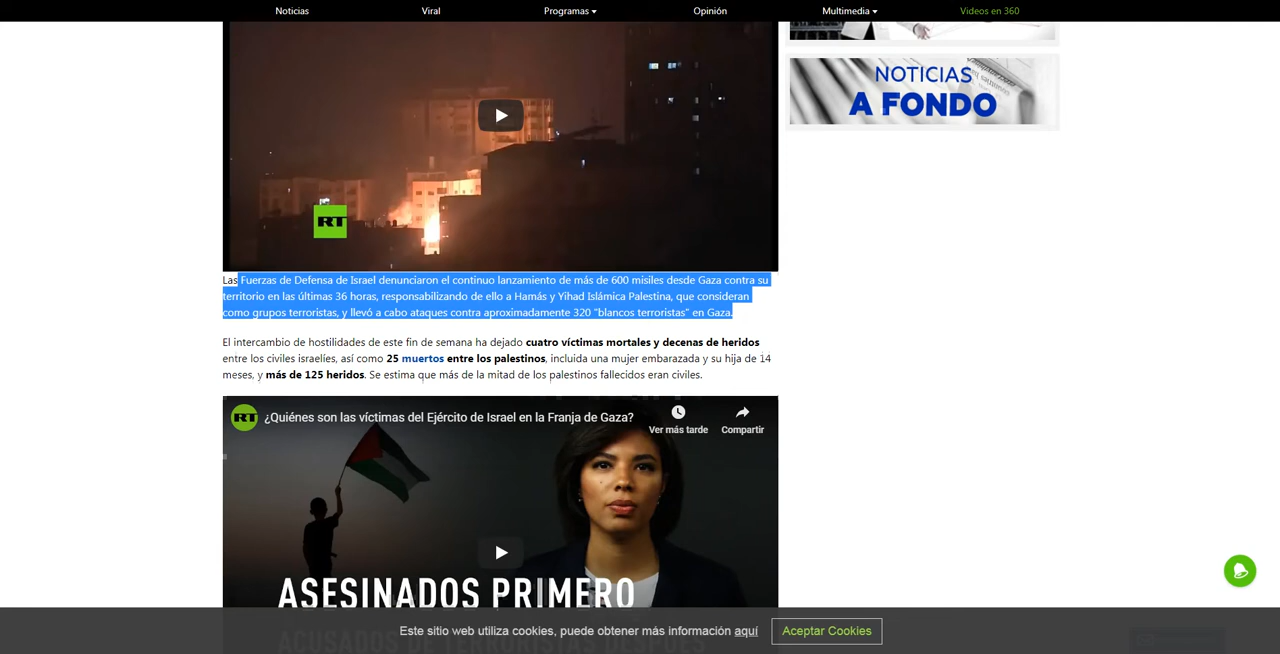 Noticias Viral Programas Opinión Multimedia Videos en 360
NOTICIAS
A FONDO
RT
Las Fuerzas de Defensa de Israel denunciaron el continuo lanzamiento de más de 600 misiles desde Gaza contra su
territorio en las últimas 36 horas, responsabilizando de ello a Hamás y Yihad Islámica Palestina, que consideran
como grupos terroristas, y llevó a cabo ataques contra aproximadamente 320 "blancos terroristas" en Gaza.
El intercambio de hostilidades de este fin de semana ha dejado cuatro víctimas mortales y decenas de heridos
entre los civiles israelíes, así como 25 muertos entre los palestinos, incluida una mujer embarazada y su hija de 14
meses, y más de 125 heridos. Se estima que más de la mitad de los palestinos fallecidos eran civiles.
RT ¿Quiénes son las víctimas del Ejército de Israel en la Franja de Gaza?
Ver más tarde Compartir
ASESINADOS PRIMERO
ACUSADOS DE TERRORISTAS DESPUÉS
Este sitio web utiliza cookies, puede obtener más información aquí Aceptar Cookies